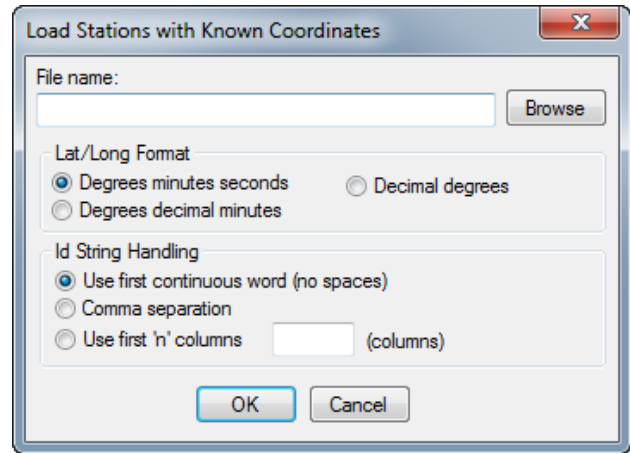 Load Stations with Known Coordinates
File name:
Browse
Lat/Long Format
Degrees minutes seconds
Decimal degrees
Degrees decimal minutes
Id String Handling
Use first continuous word (no spaces)
Comma separation
Use first 'n' columns (columns)
OK Cancel